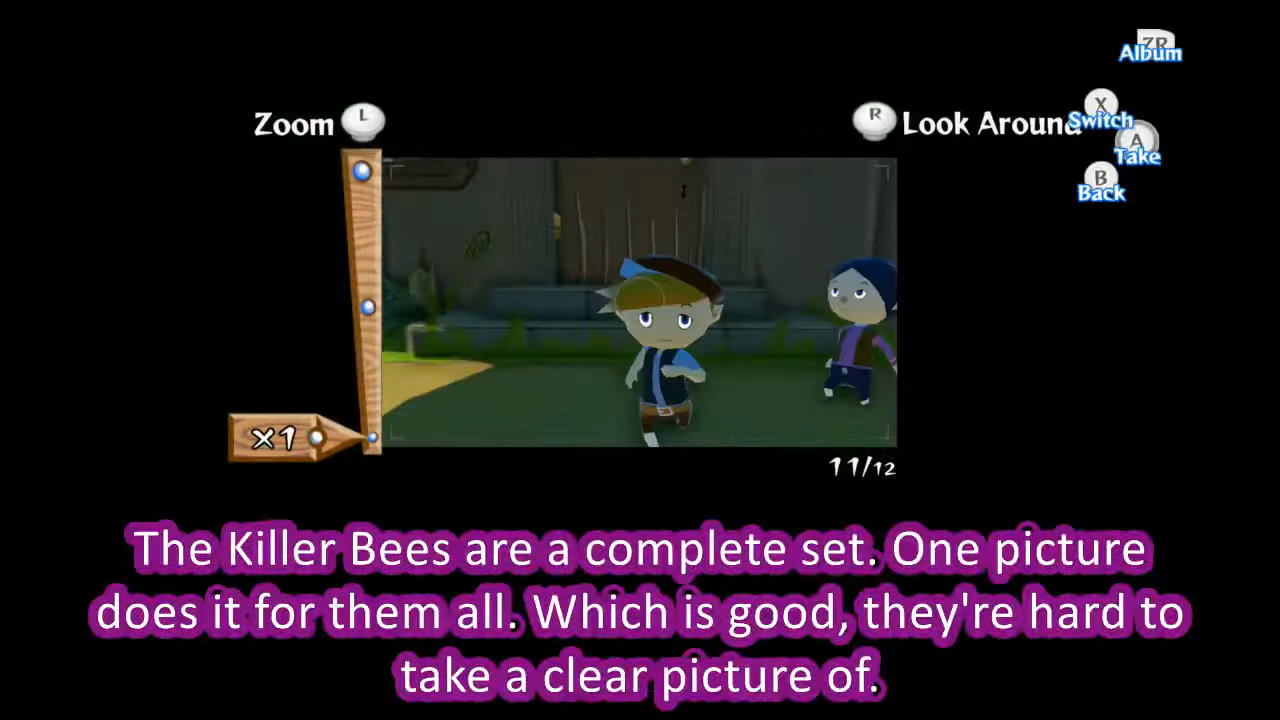 ZR
Album
Zoom L
R Look Around
X
Switch
A
Take
B
Back
×1
11/12
The Killer Bees are a complete set. One picture
does it for them all. Which is good, they're hard to
take a clear picture of.